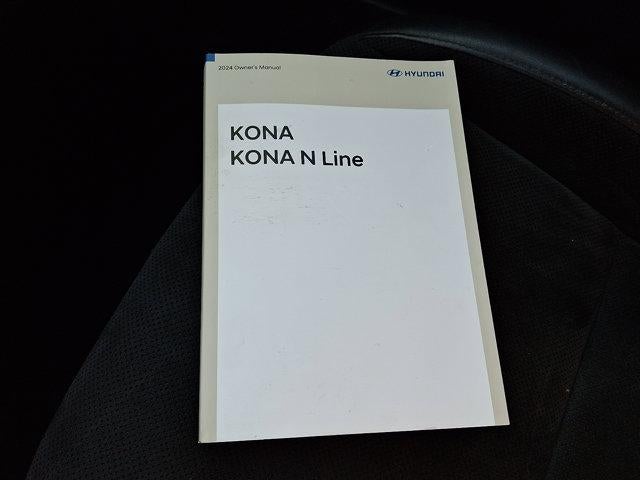 2024 Owner's Manual
HYUNDAI
KONA
KONA N Line